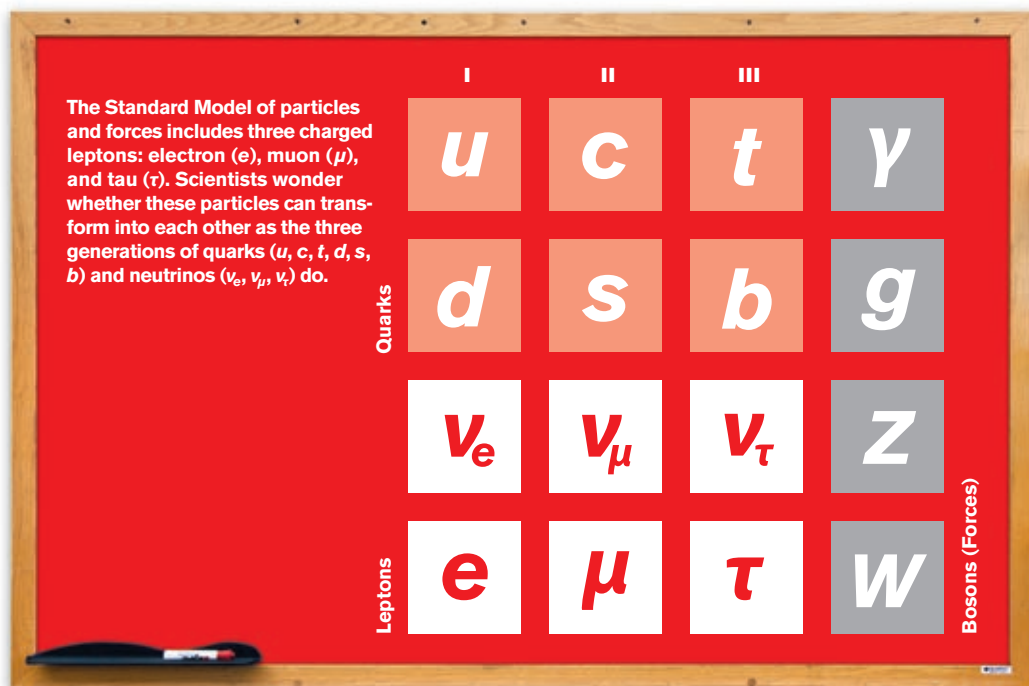 The Standard Model of particles
and forces includes three charged
leptons: electron (e), muon (μ),
and tau (τ). Scientists wonder
whether these particles can trans-
form into each other as the three
generations of quarks (u, c, t, d, s,
b) and neutrinos (νe, νμ, ντ) do.
I II III
u c t γ
Quarks
d s b g
νe νμ ντ Z
Leptons
e μ τ W
Bosons (Forces)